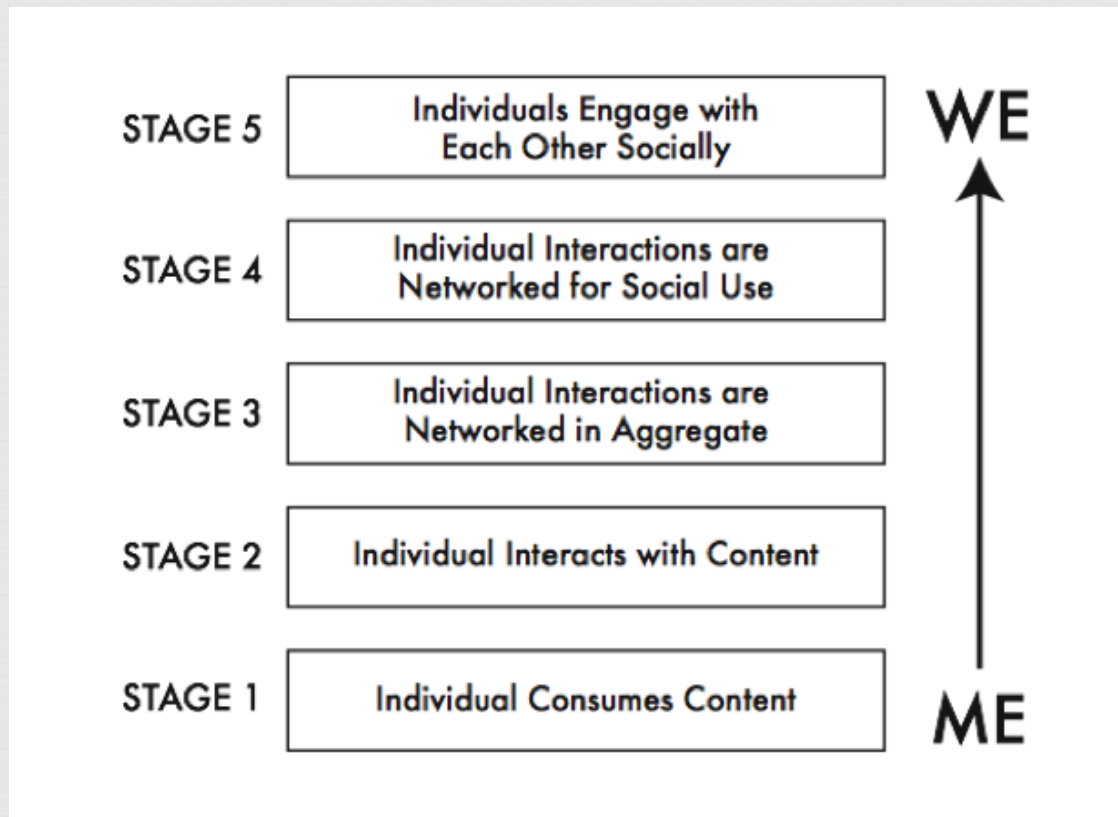 STAGE 5
Individuals Engage with
Each Other Socially
WE
STAGE 4
Individual Interactions are
Networked for Social Use
STAGE 3
Individual Interactions are
Networked in Aggregate
STAGE 2
Individual Interacts with Content
STAGE 1
Individual Consumes Content
ME